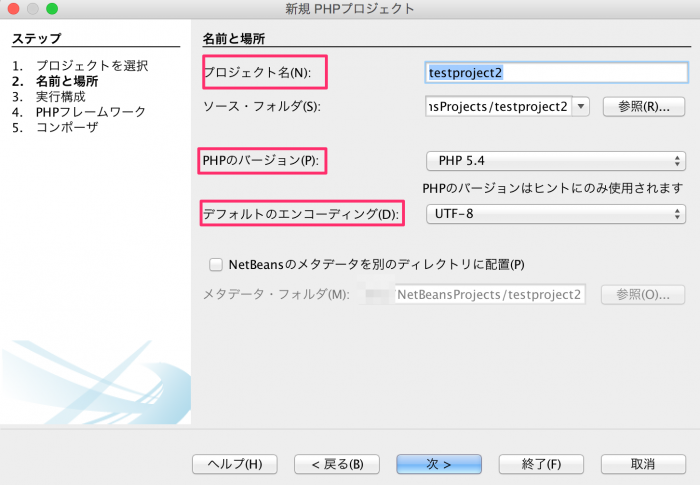 新規 PHPプロジェクト
ステップ
1. プロジェクトを選択
2. 名前と場所
3. 実行構成
4. PHPフレームワーク
5. コンポーザ
名前と場所
プロジェクト名(N): testproject2
ソース・フォルダ(S): ısProjects/testproject2 参照(R)...
PHPのバージョン(P): PHP 5.4
PHPのバージョンはヒントにのみ使用されます
デフォルトのエンコーディング(D): UTF-8
NetBeansのメタデータを別のディレクトリに配置(P)
メタデータ・フォルダ(M): NetBeansProjects/testproject2 参照(O)...
ヘルプ(H) < 戻る(B) 次 > 終了(F) 取消